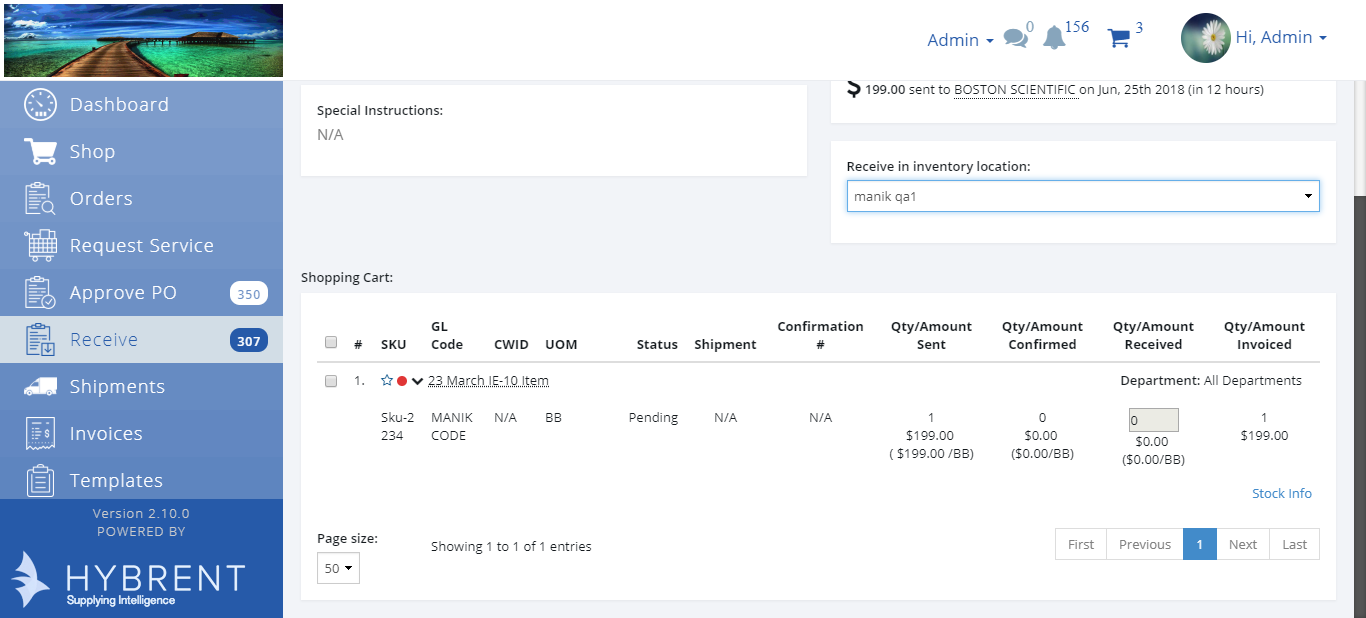 Admin
0
156
3
Hi, Admin
Dashboard
Shop
Orders
Request Service
Approve PO 350
Receive 307
Shipments
Invoices
Templates
Version 2.10.0
POWERED BY
HYBRENT
Supplying Intelligence
Special Instructions:
N/A
$ 199.00 sent to BOSTON SCIENTIFIC on Jun, 25th 2018 (in 12 hours)
Receive in inventory location:
manik qa1
Shopping Cart:
# SKU GL Code CWID UOM Status Shipment Confirmation # Qty/Amount Sent Qty/Amount Confirmed Qty/Amount Received Qty/Amount Invoiced
1. 23 March IE-10 Item Department: All Departments
Sku-2 MANIK N/A BB Pending N/A N/A 1 0 0 1
234 CODE $199.00 $0.00 $0.00 $199.00
( $199.00 /BB) ($0.00/BB) ($0.00/BB)
Stock Info
Page size:
50
Showing 1 to 1 of 1 entries
First Previous 1 Next Last